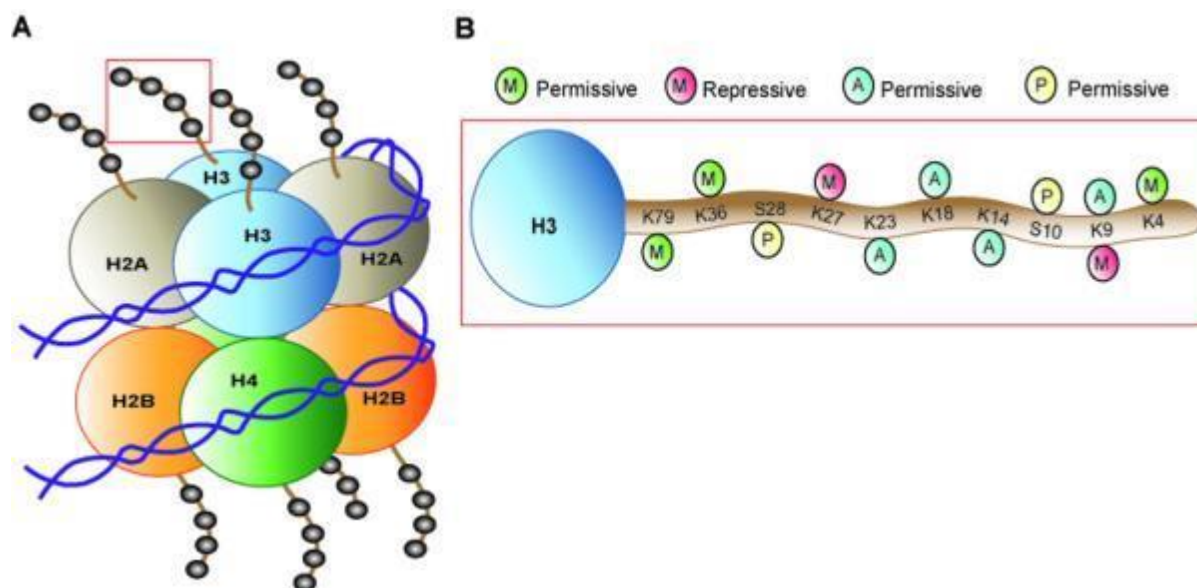 A
H3
H3
H2A
H2A
H4
H2B
H2B
B
M Permissive M Repressive A Permissive P Permissive
M M A P A M
H3 K79 K36 S28 K27 K23 K18 K14 S10 K9 K4
M P A A M